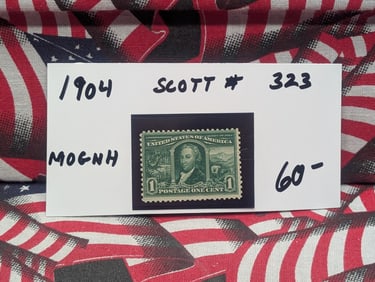 1904 SCOTT # 323
MOGNH
UNITED STATES OF AMERICA
1 1
POSTAGE ONE CENT
60-